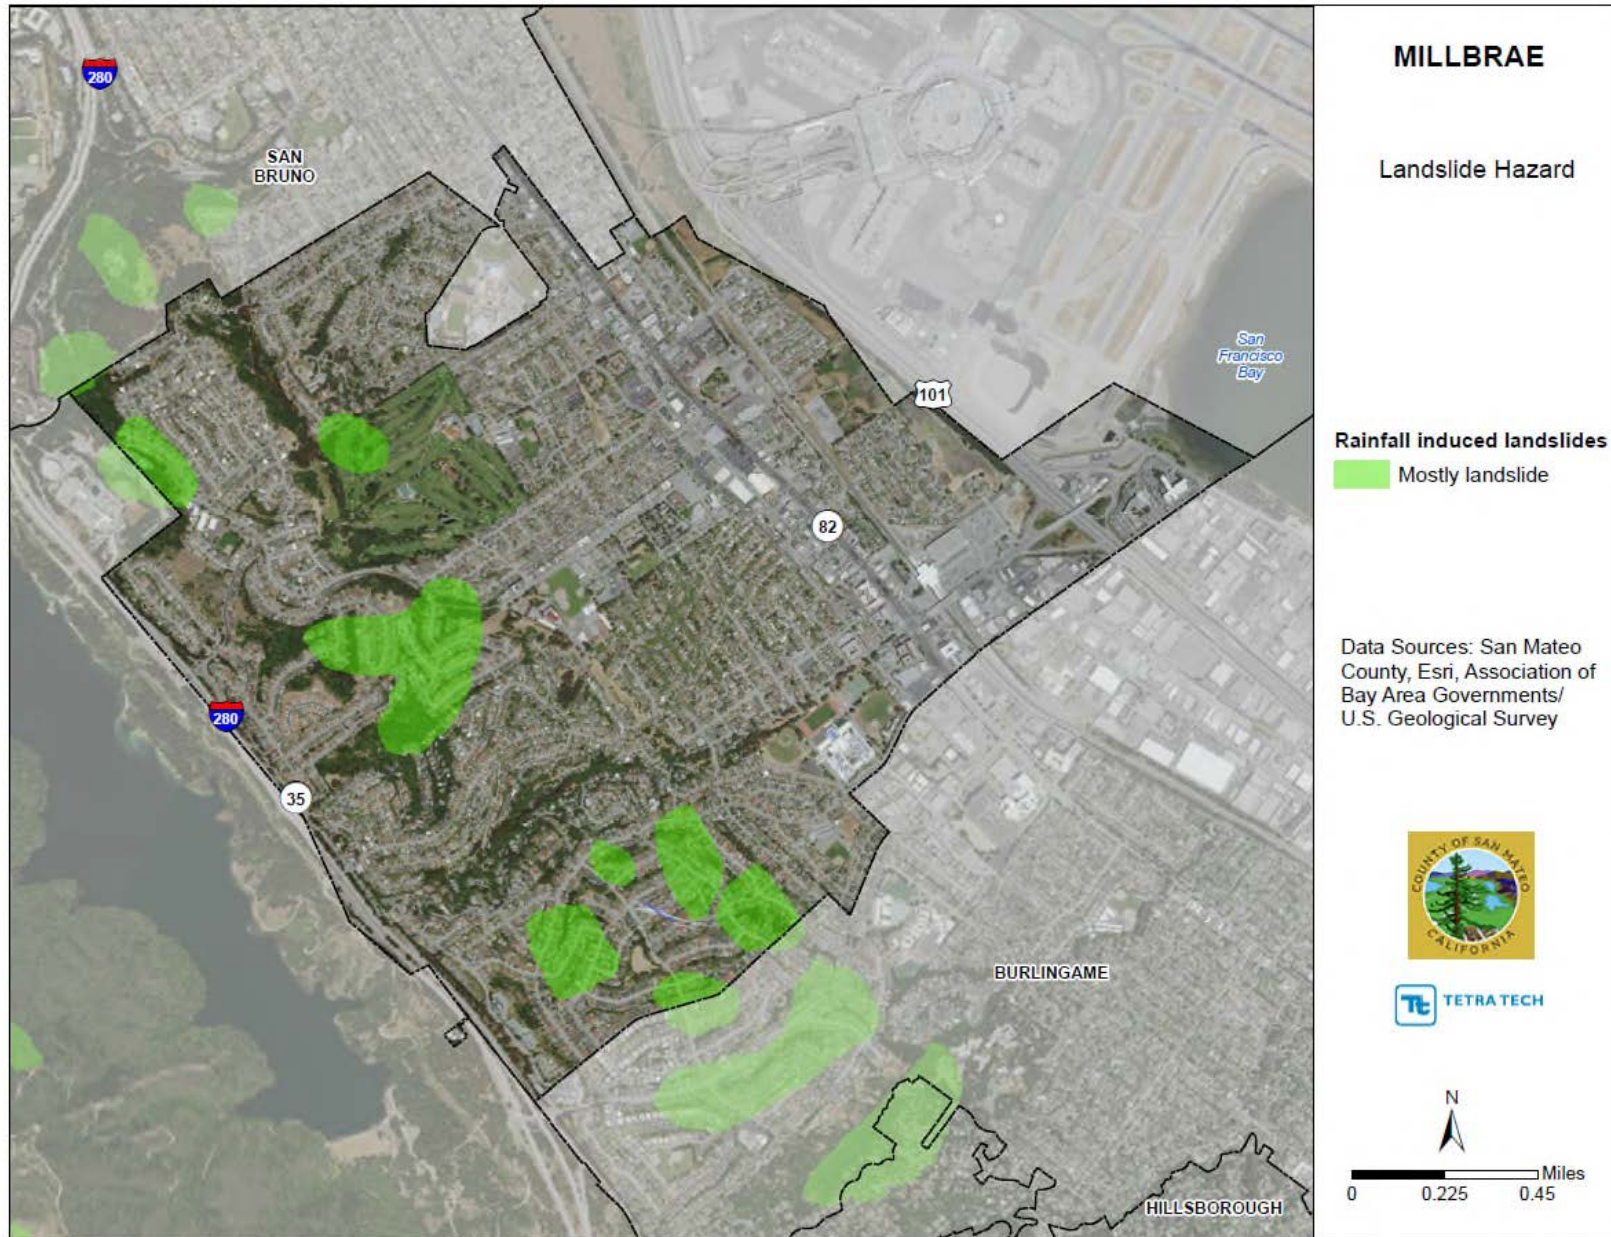 280
SAN
BRUNO
San
Francisco
Bay
101
82
280
35
BURLINGAME
HILLSBOROUGH
MILLBRAE
Landslide Hazard
Rainfall induced landslides
Mostly landslide
Data Sources: San Mateo
County, Esri, Association of
Bay Area Governments/
U.S. Geological Survey
COUNTY OF SAN MATEO
CALIFORNIA
Tt TETRA TECH
N
Miles
0 0.225 0.45